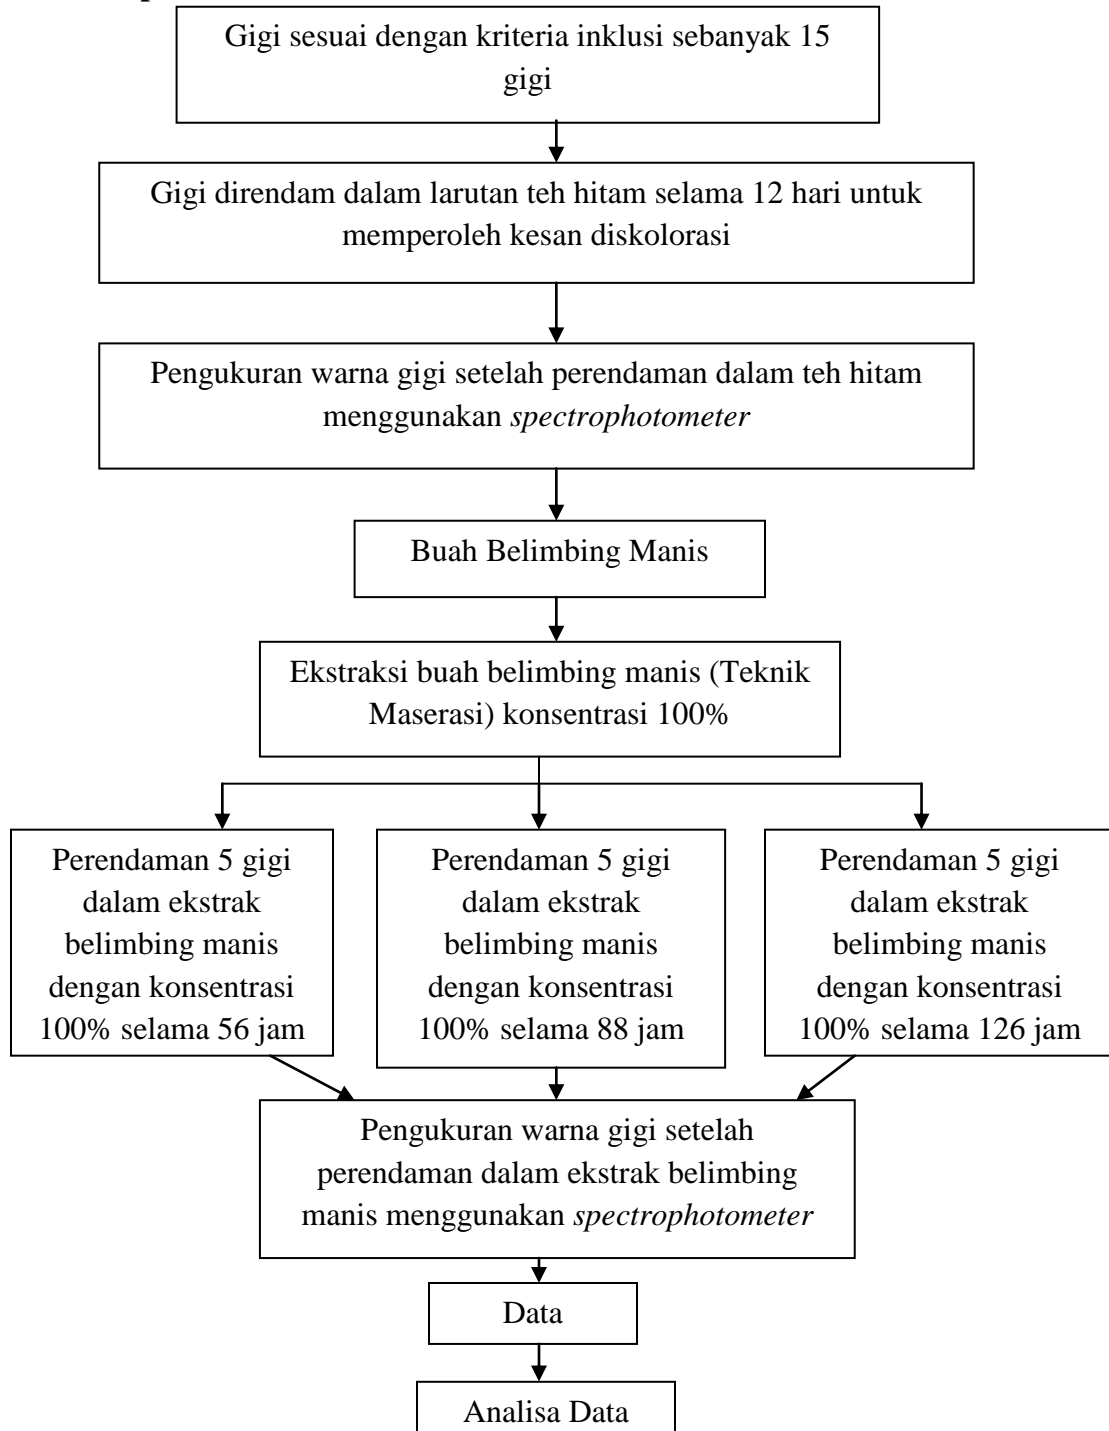 Gigi sesuai dengan kriteria inklusi sebanyak 15
gigi
Gigi direndam dalam larutan teh hitam selama 12 hari untuk
memperoleh kesan diskolorasi
Pengukuran warna gigi setelah perendaman dalam teh hitam
menggunakan spectrophotometer
Buah Belimbing Manis
Ekstraksi buah belimbing manis (Teknik
Maserasi) konsentrasi 100%
Perendaman 5 gigi
dalam ekstrak
belimbing manis
dengan konsentrasi
100% selama 56 jam
Perendaman 5 gigi
dalam ekstrak
belimbing manis
dengan konsentrasi
100% selama 88 jam
Perendaman 5 gigi
dalam ekstrak
belimbing manis
dengan konsentrasi
100% selama 126 jam
Pengukuran warna gigi setelah
perendaman dalam ekstrak belimbing
manis menggunakan spectrophotometer
Data
Analisa Data